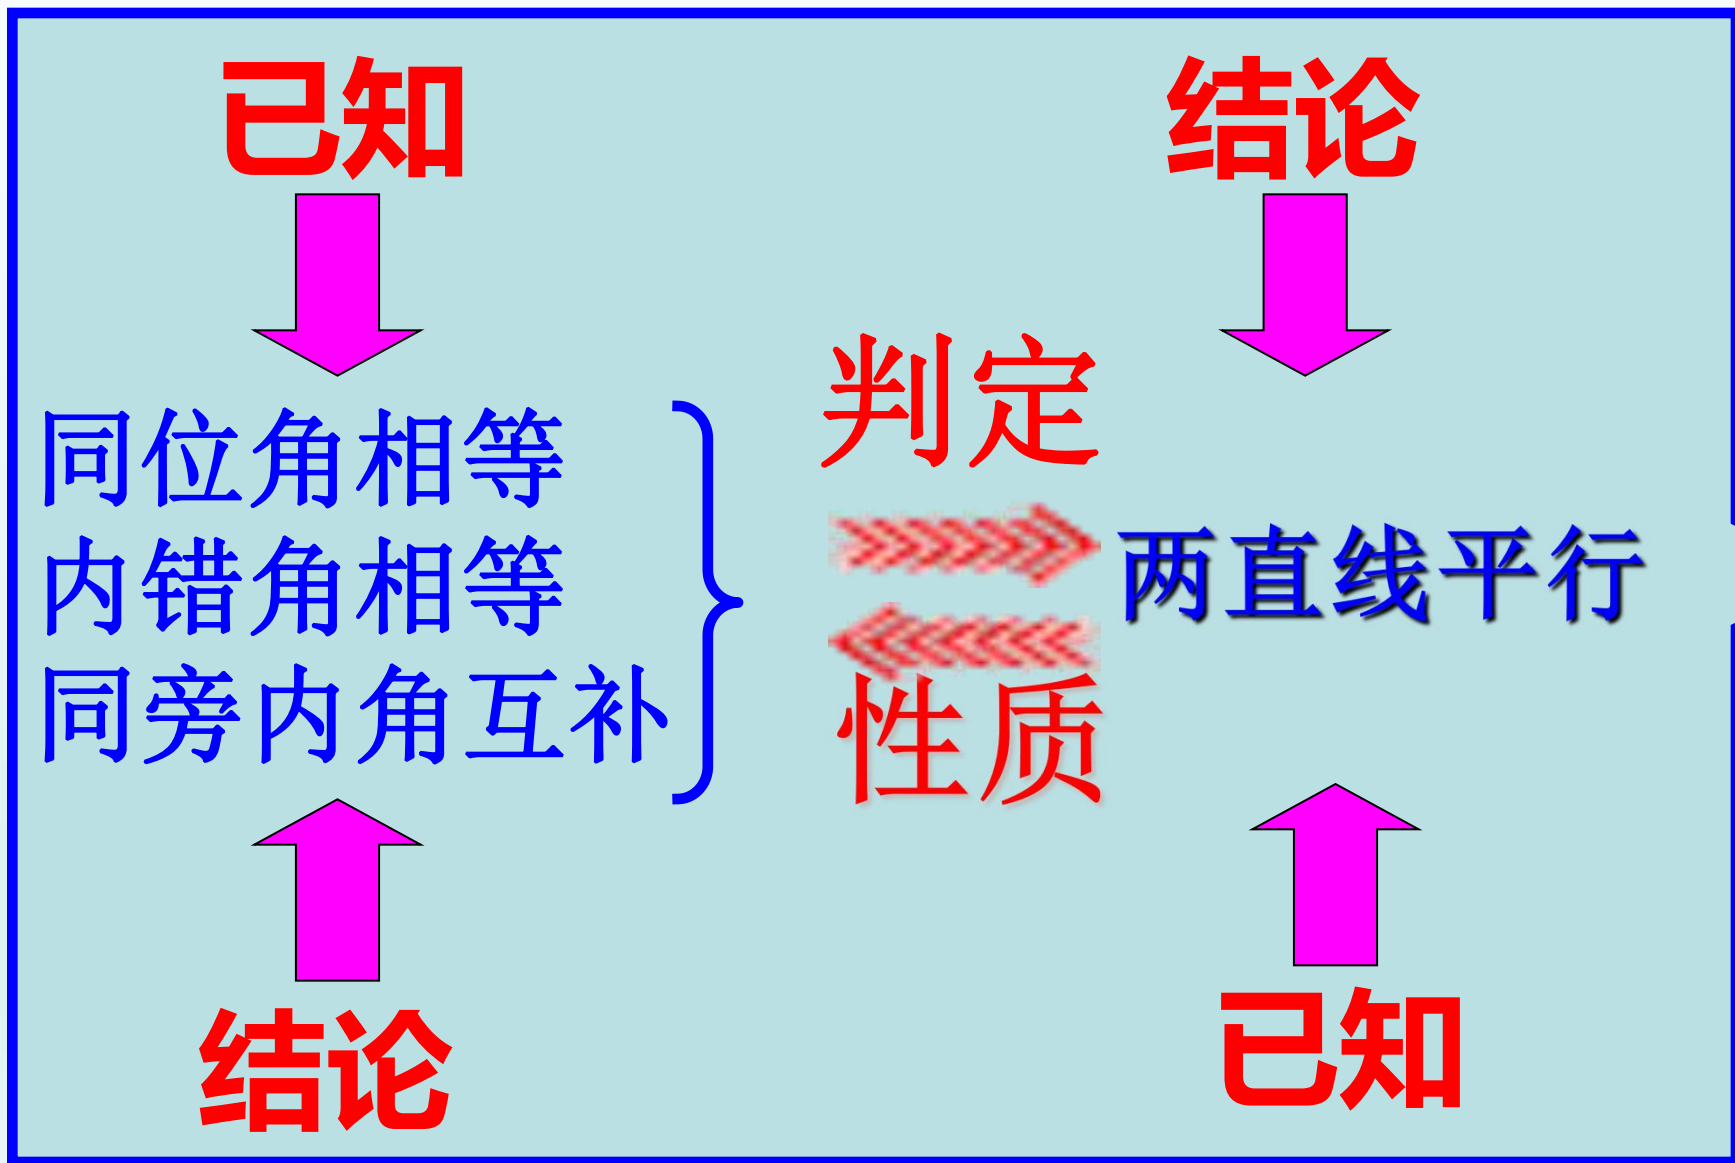 已知
结论
判定
同位角相等
内错角相等
同旁内角互补
两直线平行
性质
结论
已知